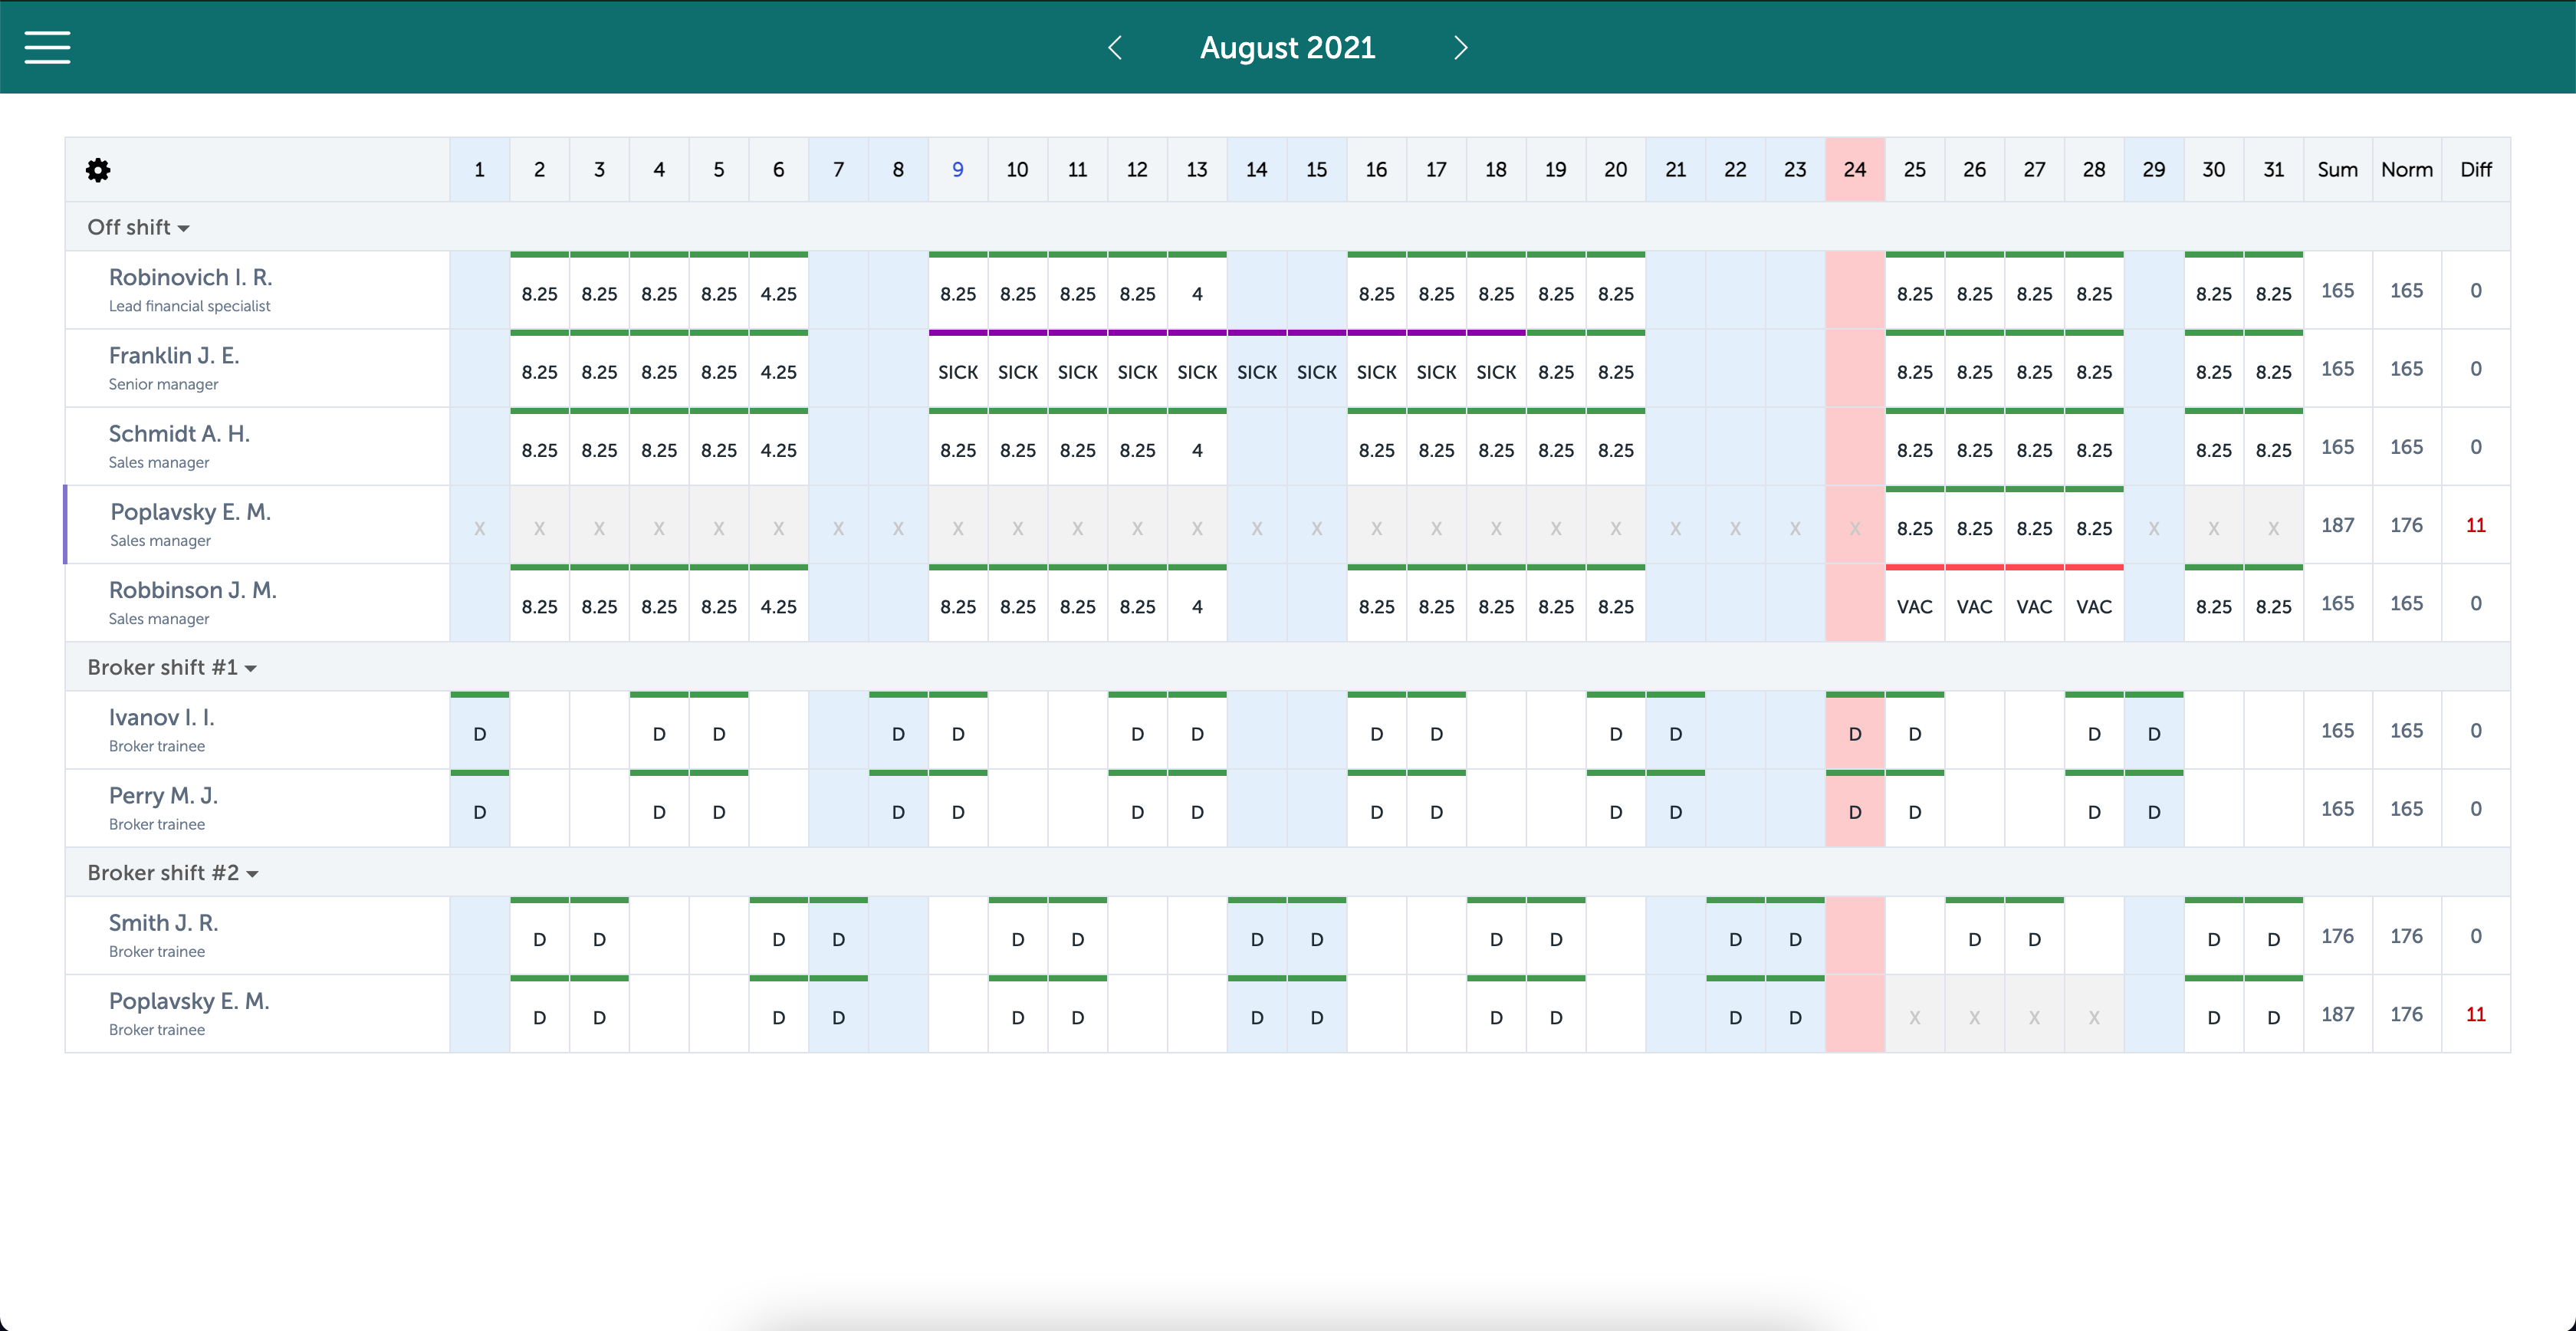 August 2021
1 2 3 4 5 6 7 8 9 10 11 12 13 14 15 16 17 18 19 20 21 22 23 24 25 26 27 28 29 30 31 Sum Norm Diff
Off shift
Robinovich I. R.
Lead financial specialist
8.25 8.25 8.25 8.25 4.25 8.25 8.25 8.25 8.25 4 8.25 8.25 8.25 8.25 8.25 8.25 8.25 8.25 8.25 8.25 8.25 165 165 0
Franklin J. E.
Senior manager
8.25 8.25 8.25 8.25 4.25 SICK SICK SICK SICK SICK SICK SICK SICK SICK SICK 8.25 8.25 8.25 8.25 8.25 8.25 8.25 8.25 165 165 0
Schmidt A. H.
Sales manager
8.25 8.25 8.25 8.25 4.25 8.25 8.25 8.25 8.25 4 8.25 8.25 8.25 8.25 8.25 8.25 8.25 8.25 8.25 8.25 8.25 165 165 0
Poplavsky E. M.
Sales manager
X X X X X X X X X X X X X X X X X X X X X X X X 8.25 8.25 8.25 8.25 X X X 187 176 11
Robbinson J. M.
Sales manager
8.25 8.25 8.25 8.25 4.25 8.25 8.25 8.25 8.25 4 8.25 8.25 8.25 8.25 8.25 VAC VAC VAC VAC 8.25 8.25 165 165 0
Broker shift #1
Ivanov I. I.
Broker trainee
D D D D D D D D D D D D D D D 165 165 0
Perry M. J.
Broker trainee
D D D D D D D D D D D D D D D 165 165 0
Broker shift #2
Smith J. R.
Broker trainee
D D D D D D D D D D D D D D D D 176 176 0
Poplavsky E. M.
Broker trainee
D D D D D D D D D D D D X X X X D D 187 176 11